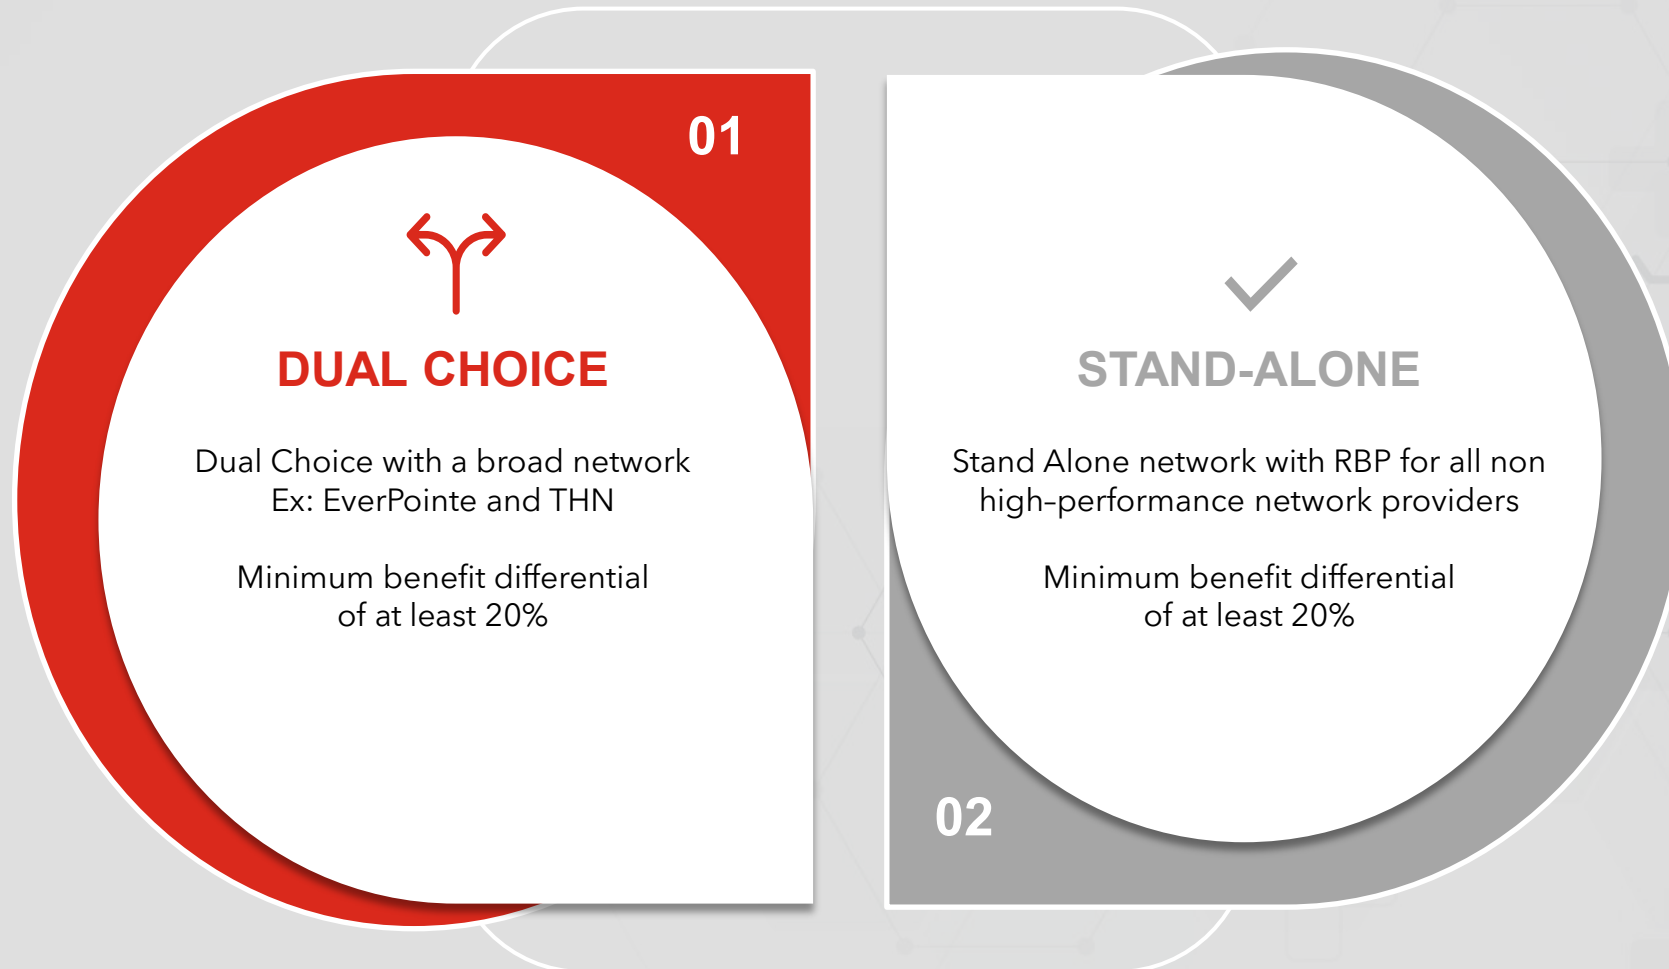 01
DUAL CHOICE
Dual Choice with a broad network
Ex: EverPointe and THN
Minimum benefit differential
of at least 20%
STAND-ALONE
Stand Alone network with RBP for all non
high-performance network providers
Minimum benefit differential
of at least 20%
02